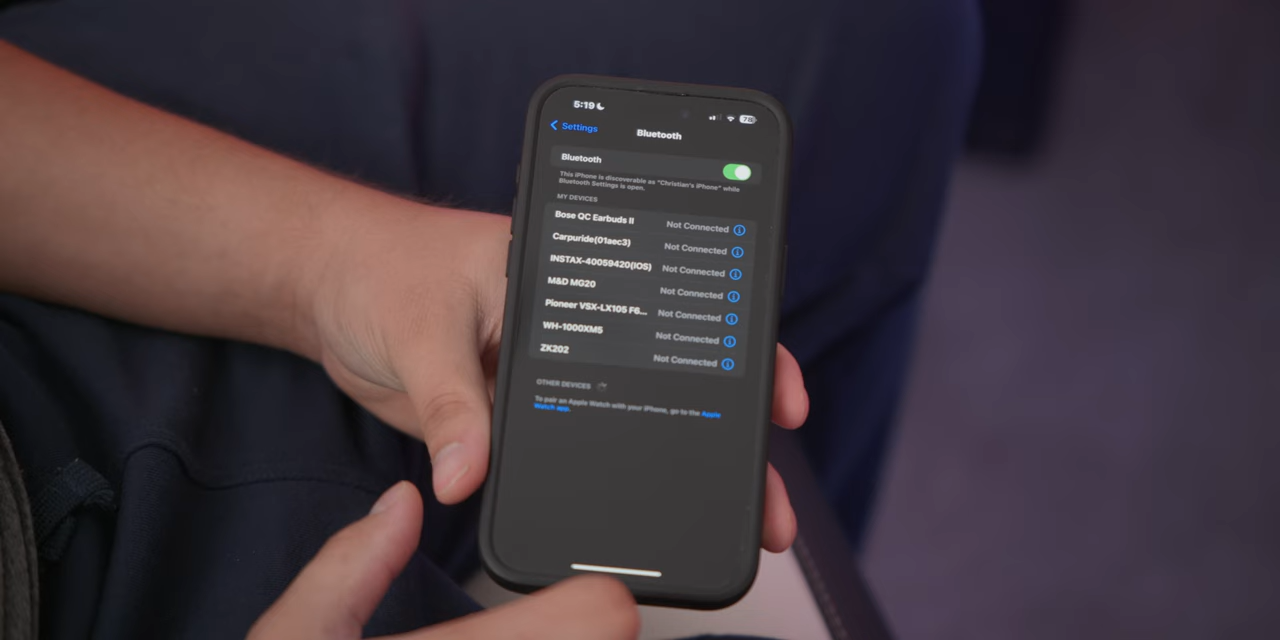 5:19
78
Settings
Bluetooth
Bluetooth
This iPhone is discoverable as "Christian's iPhone" while
Bluetooth Settings is open.
MY DEVICES
Bose QC Earbuds II Not Connected
Carpuride(01aec3) Not Connected
INSTAX-40059420(IOS) Not Connected
M&D MG20 Not Connected
Pioneer VSX-LX105 F6... Not Connected
WH-1000XM5 Not Connected
ZK202 Not Connected
OTHER DEVICES
To pair an Apple Watch with your iPhone, go to the Apple
Watch app.